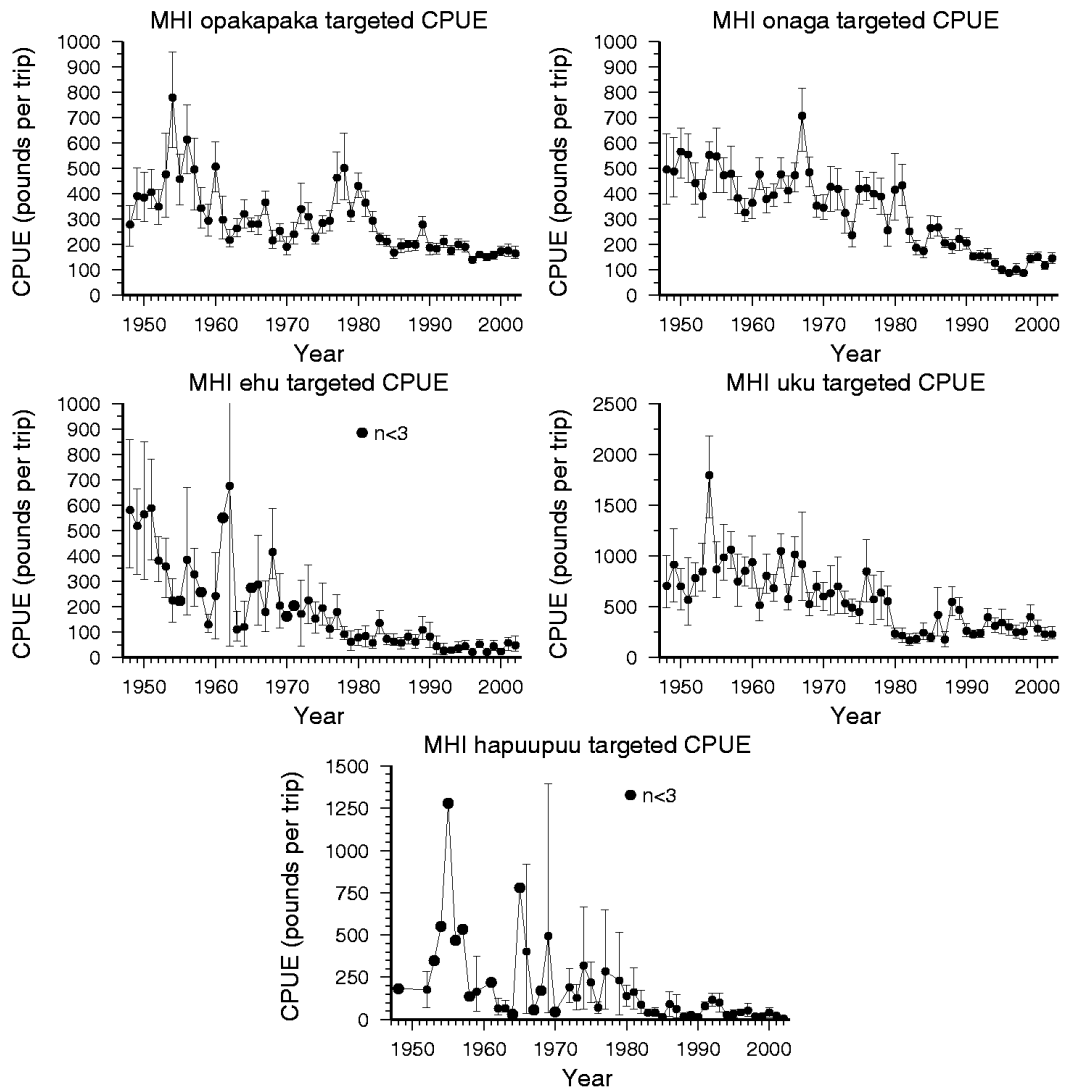 MHI opakapaka targeted CPUE
CPUE (pounds per trip)
1000
900
800
700
600
500
400
300
200
100
0
1950 1960 1970 1980 1990 2000
Year
MHI onaga targeted CPUE
CPUE (pounds per trip)
1000
900
800
700
600
500
400
300
200
100
0
1950 1960 1970 1980 1990 2000
Year
MHI ehu targeted CPUE
CPUE (pounds per trip)
1000
900
800
700
600
500
400
300
200
100
0
n<3
1950 1960 1970 1980 1990 2000
Year
MHI uku targeted CPUE
CPUE (pounds per trip)
2500
2000
1500
1000
500
0
1950 1960 1970 1980 1990 2000
Year
MHI hapuupuu targeted CPUE
CPUE (pounds per trip)
1500
1250
1000
750
500
250
0
n<3
1950 1960 1970 1980 1990 2000
Year